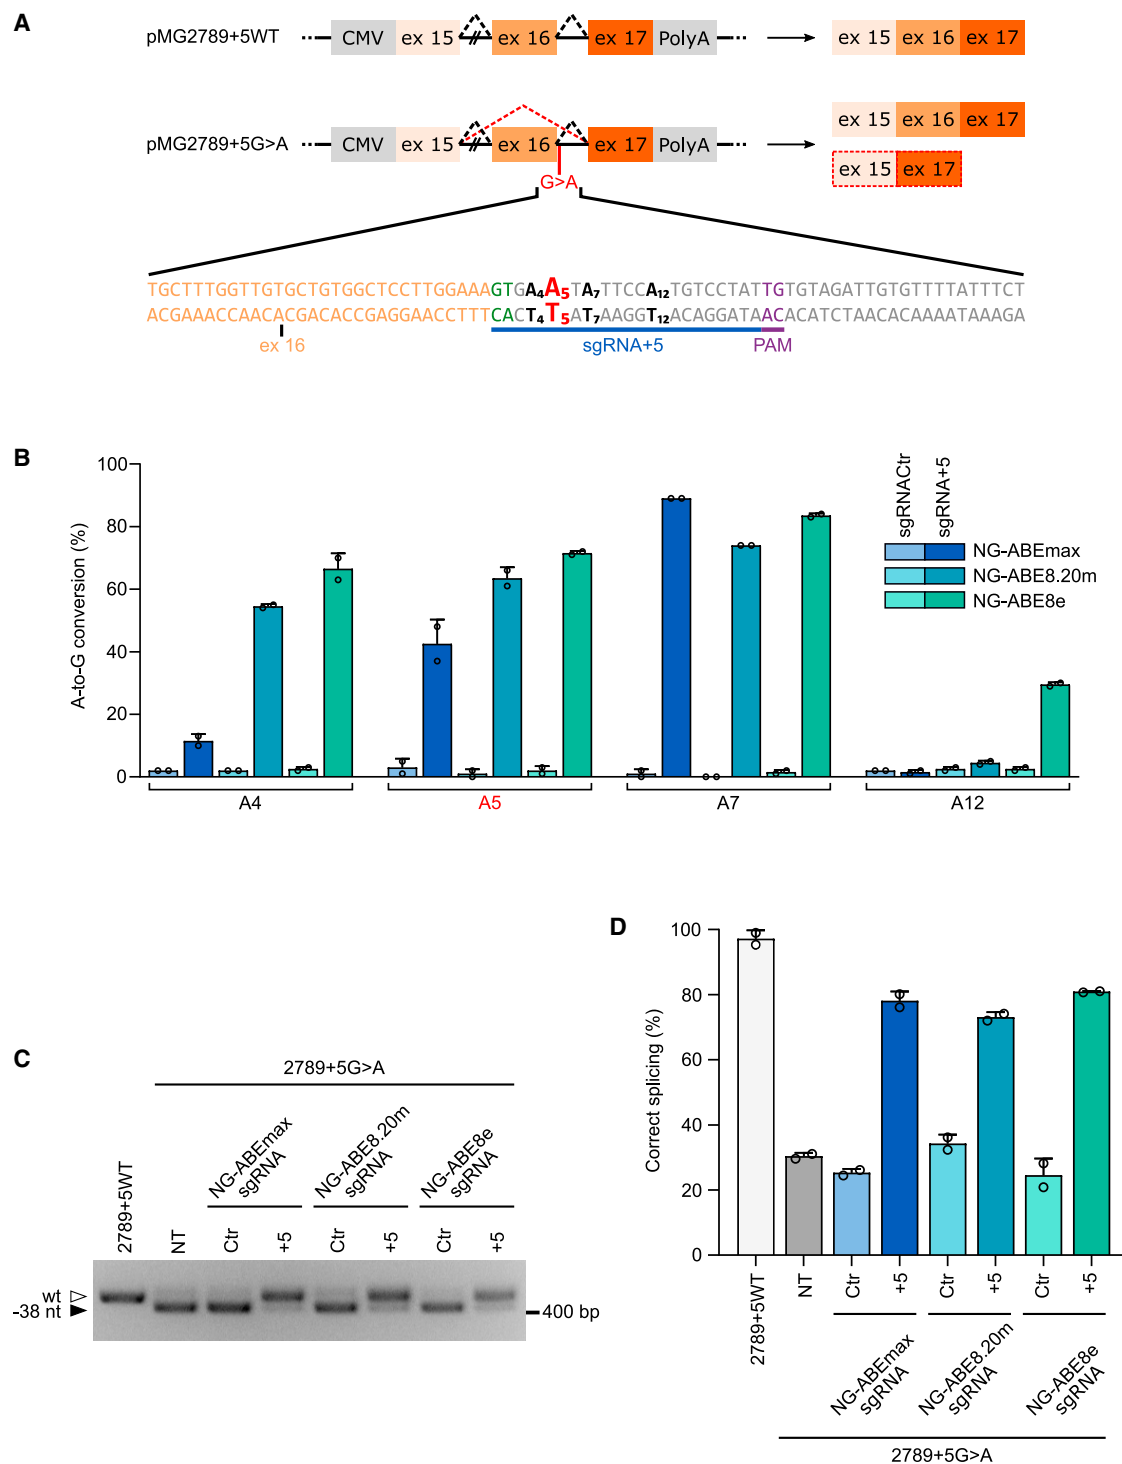 A
pMG2789+5WT CMV ex 15 ex 16 ex 17 PolyA ex 15 ex 16 ex 17
pMG2789+5G>A CMV ex 15 ex 16 ex 17 PolyA ex 15 ex 16 ex 17
ex 15 ex 17
G>A
TGCTTTGGTTGTGCTGTGGCTCCTTGGAAAGTGA₄A₅TA₇TTCCA₁₂TGTCCTATTGTGTAGATTGTGTTTTATTTCT
ACGAAACCAACACGACACCGAGGAACCTTTCACT₄T₅AT₇AAGGT₁₂ACAGGATAACACATCTAACACAAAATAAAGA
ex 16 sgRNA+5 PAM
B
A-to-G conversion (%)
100
80
60
40
20
0
A4 A5 A7 A12
sgRNACtr sgRNA+5
NG-ABEmax
NG-ABE8.20m
NG-ABE8e
C
2789+5G>A
NG-ABEmax sgRNA
NG-ABE8.20m sgRNA
NG-ABE8e sgRNA
2789+5WT NT Ctr +5 Ctr +5 Ctr +5
wt
-38 nt
400 bp
D
Correct splicing (%)
100
80
60
40
20
0
2789+5WT NT Ctr +5 Ctr +5 Ctr +5
NG-ABEmax sgRNA
NG-ABE8.20m sgRNA
NG-ABE8e sgRNA
2789+5G>A